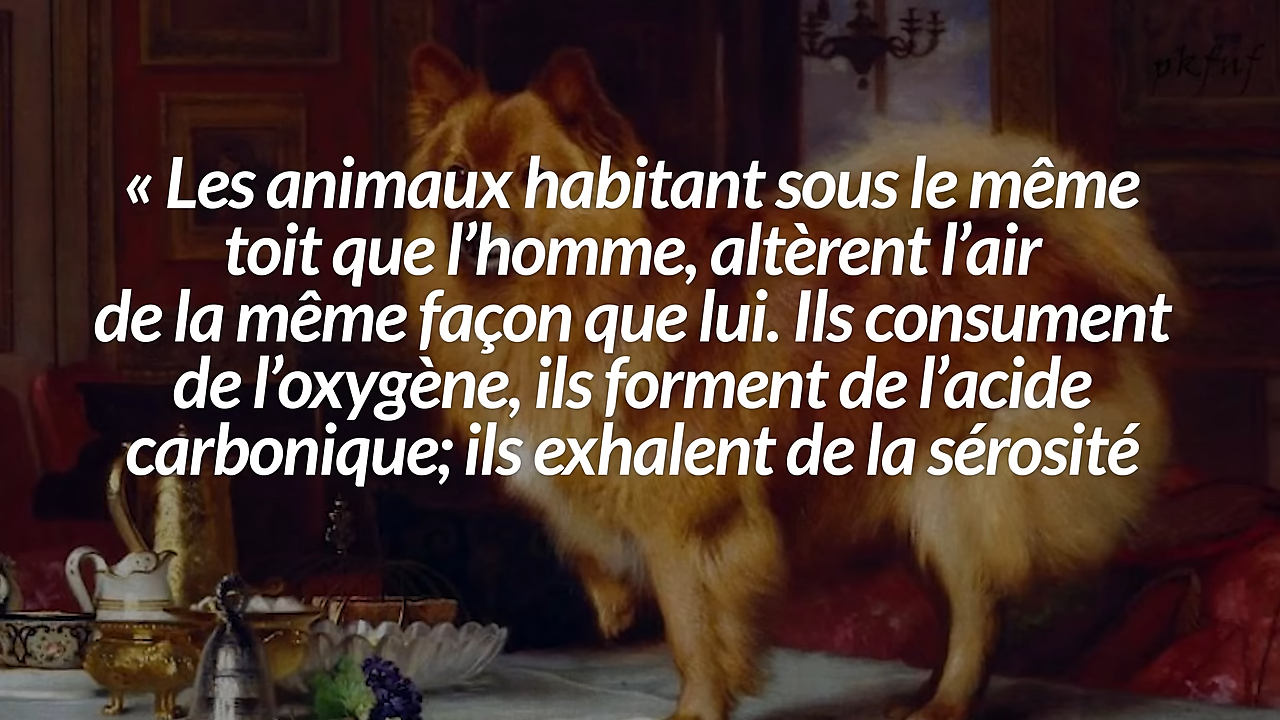 « Les animaux habitant sous le même
toit que l’homme, altèrent l’air
de la même façon que lui. Ils consument
de l’oxygène, ils forment de l’acide
carbonique; ils exhalent de la sérosité